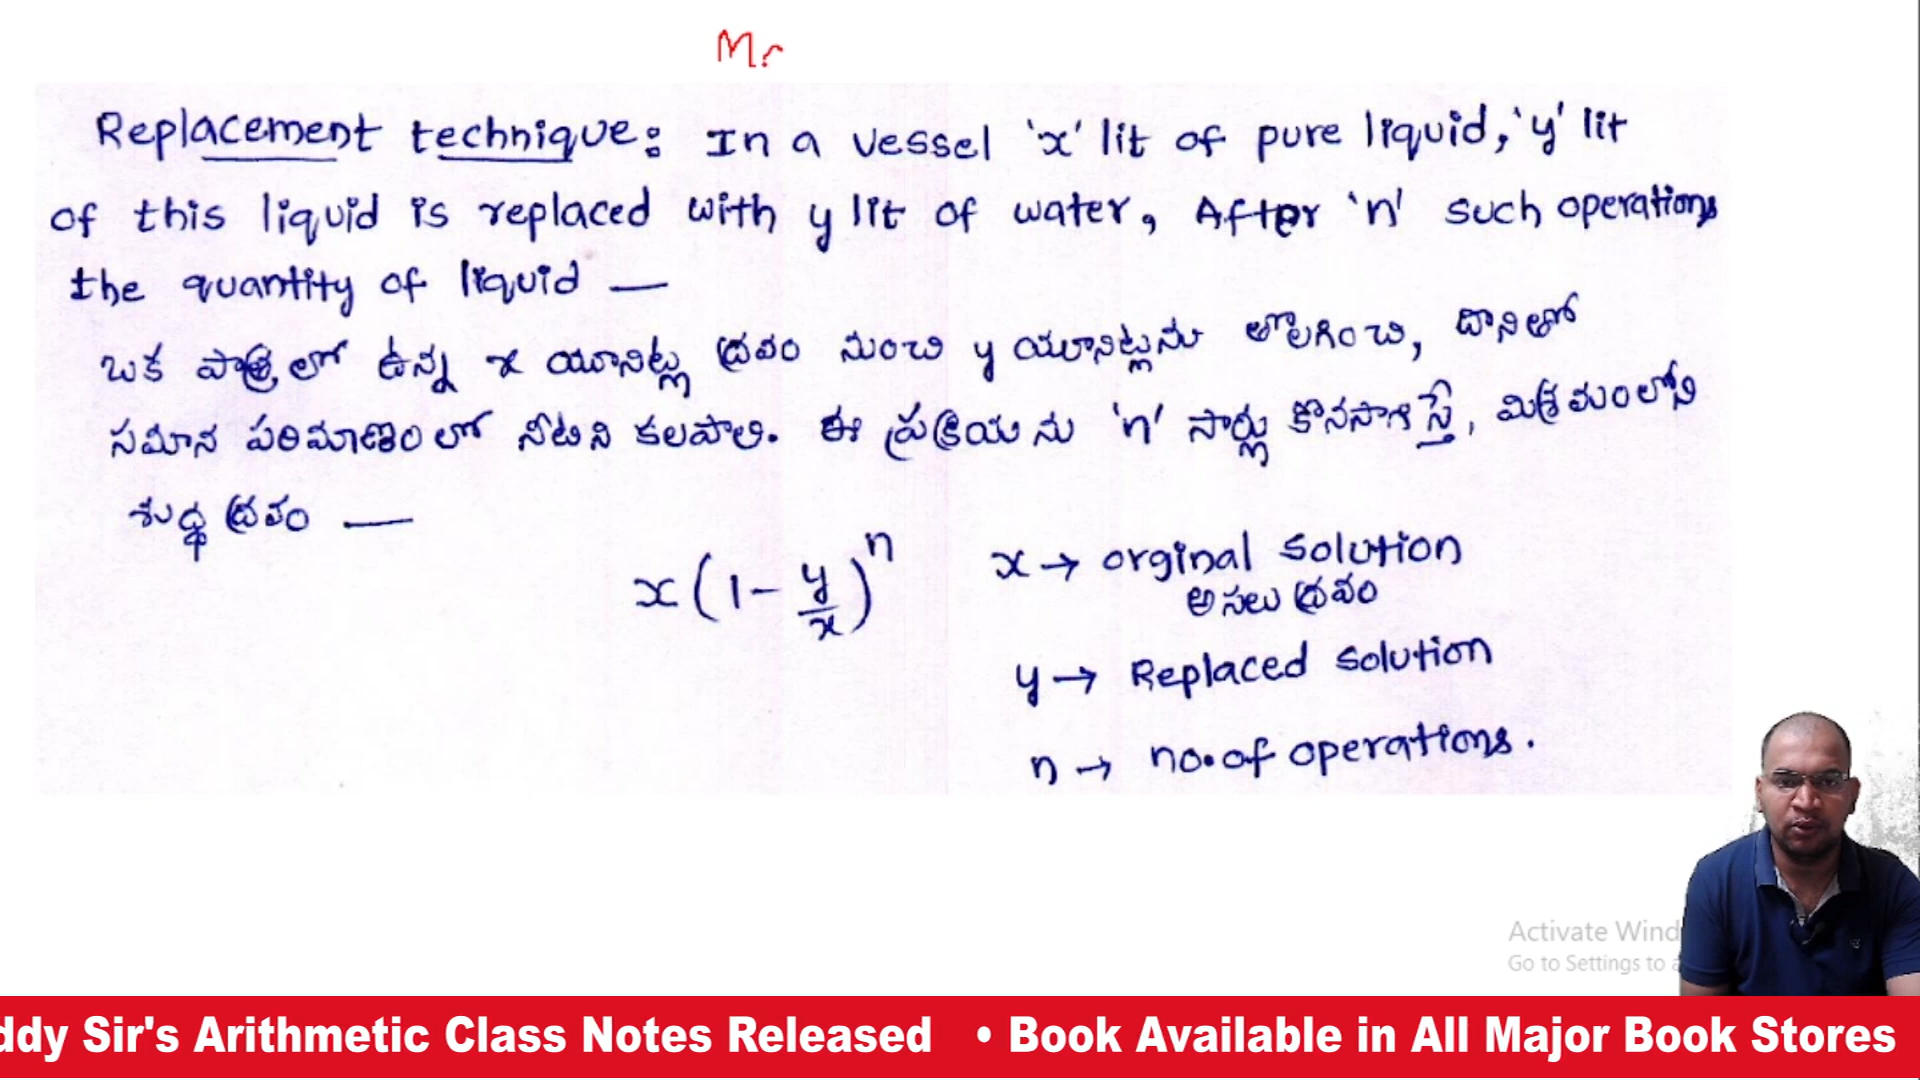 Mr
Replacement technique: In a vessel 'x' lit of pure liquid, 'y' lit
of this liquid is replaced with y lit of water, After 'n' such operations
the quantity of liquid —
ఒక పాత్రలో ఉన్న x యూనిట్ల ద్రవం నుంచి y యూనిట్లను తొలగించి, దానితో
సమాన పరిమాణంలో నీటిని కలపాలి. ఈ ప్రక్రియను 'n' సార్లు కొనసాగిస్తే, మిశ్రమంలోని
శుద్ధ ద్రవం —
x(1 - y/x)^n
x → orginal solution
అసలు ద్రవం
y → Replaced solution
n → no. of operations.
Activate Wind
Go to Settings to a
ddy Sir's Arithmetic Class Notes Released • Book Available in All Major Book Stores